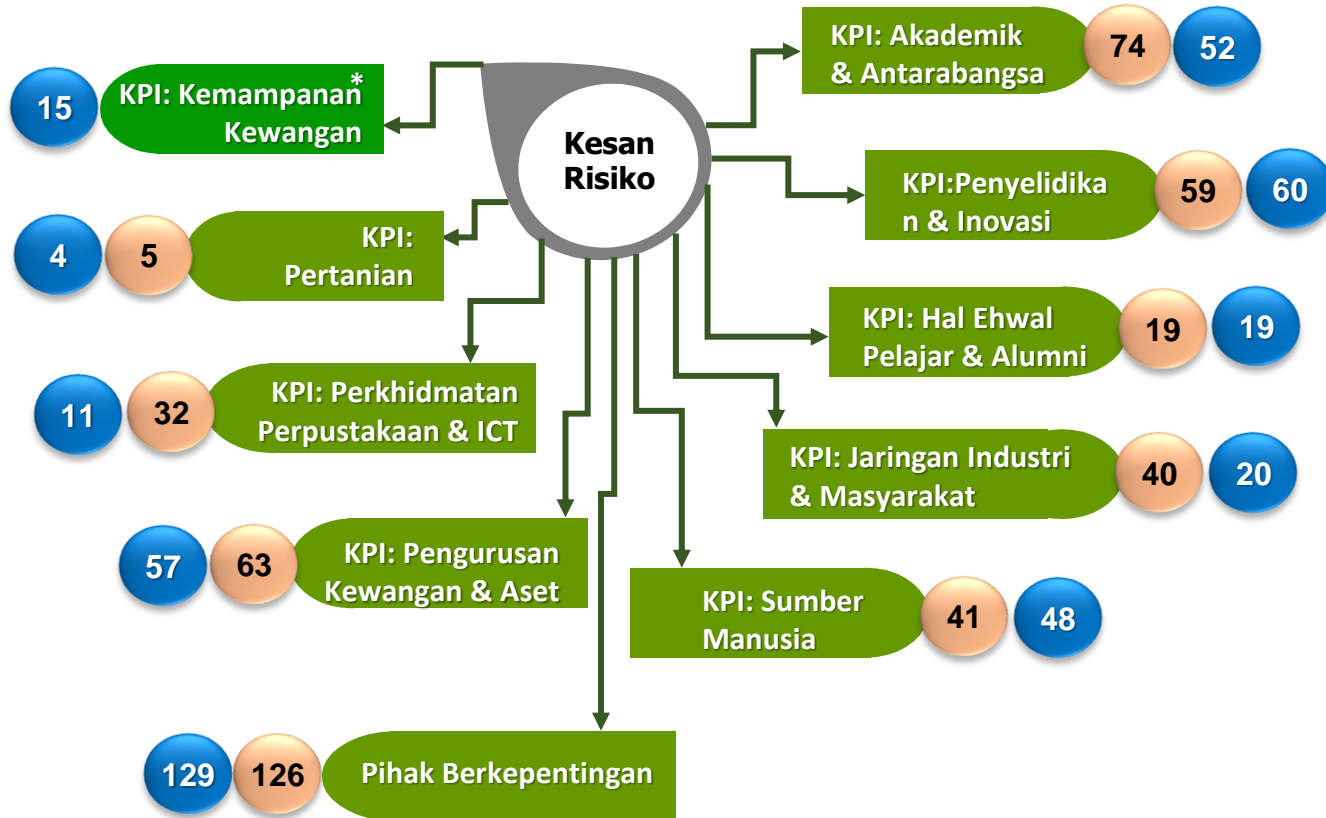 Kesan
Risiko
KPI: Akademik
& Antarabangsa
74
52
KPI:Penyelidika
n & Inovasi
59
60
KPI: Hal Ehwal
Pelajar & Alumni
19
19
KPI: Jaringan Industri
& Masyarakat
40
20
KPI: Sumber
Manusia
41
48
15
KPI: Kemampanan*
Kewangan
4
5
KPI:
Pertanian
11
32
KPI: Perkhidmatan
Perpustakaan & ICT
57
63
KPI: Pengurusan
Kewangan & Aset
129
126
Pihak Berkepentingan